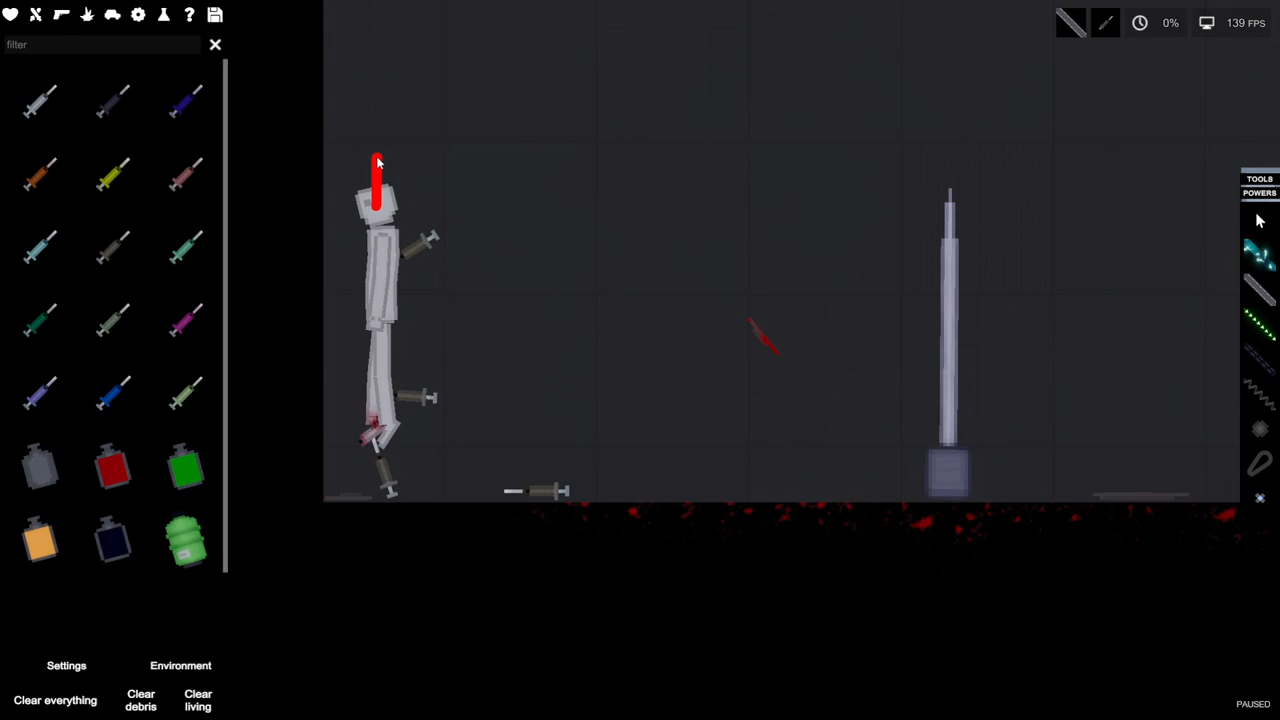 0%
139 FPS
filter
TOOLS
POWERS
Settings
Environment
Clear everything
Clear debris
Clear living
PAUSED